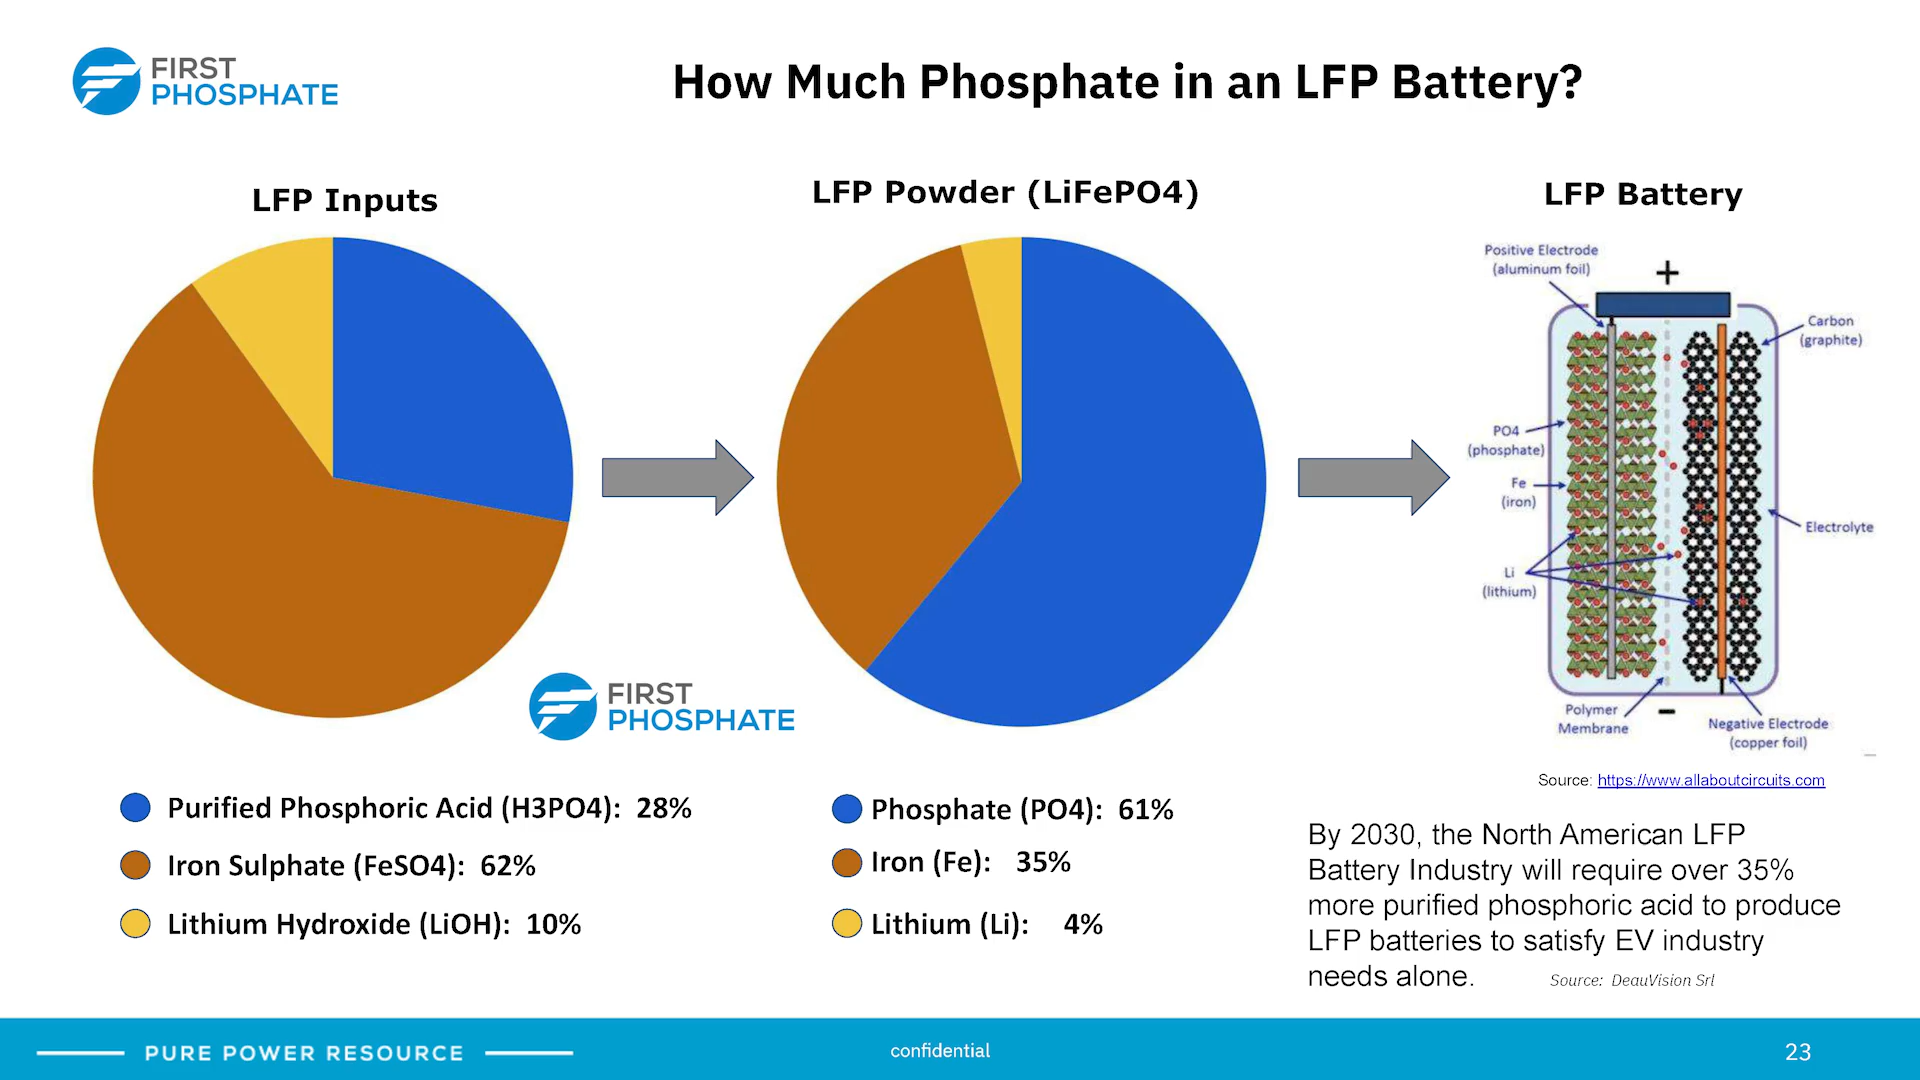 FIRST
PHOSPHATE
How Much Phosphate in an LFP Battery?
LFP Inputs
LFP Powder (LiFePO4)
LFP Battery
Positive Electrode
(aluminum foil)
+
Carbon
(graphite)
PO4
(phosphate)
Fe
(iron)
Electrolyte
Li
(lithium)
Polymer
Membrane
–
Negative Electrode
(copper foil)
FIRST
PHOSPHATE
Source: https://www.allaboutcircuits.com
Purified Phosphoric Acid (H3PO4): 28%
Iron Sulphate (FeSO4): 62%
Lithium Hydroxide (LiOH): 10%
Phosphate (PO4): 61%
Iron (Fe): 35%
Lithium (Li): 4%
By 2030, the North American LFP
Battery Industry will require over 35%
more purified phosphoric acid to produce
LFP batteries to satisfy EV industry
needs alone.
Source: DeauVision Srl
PURE POWER RESOURCE
confidential
23